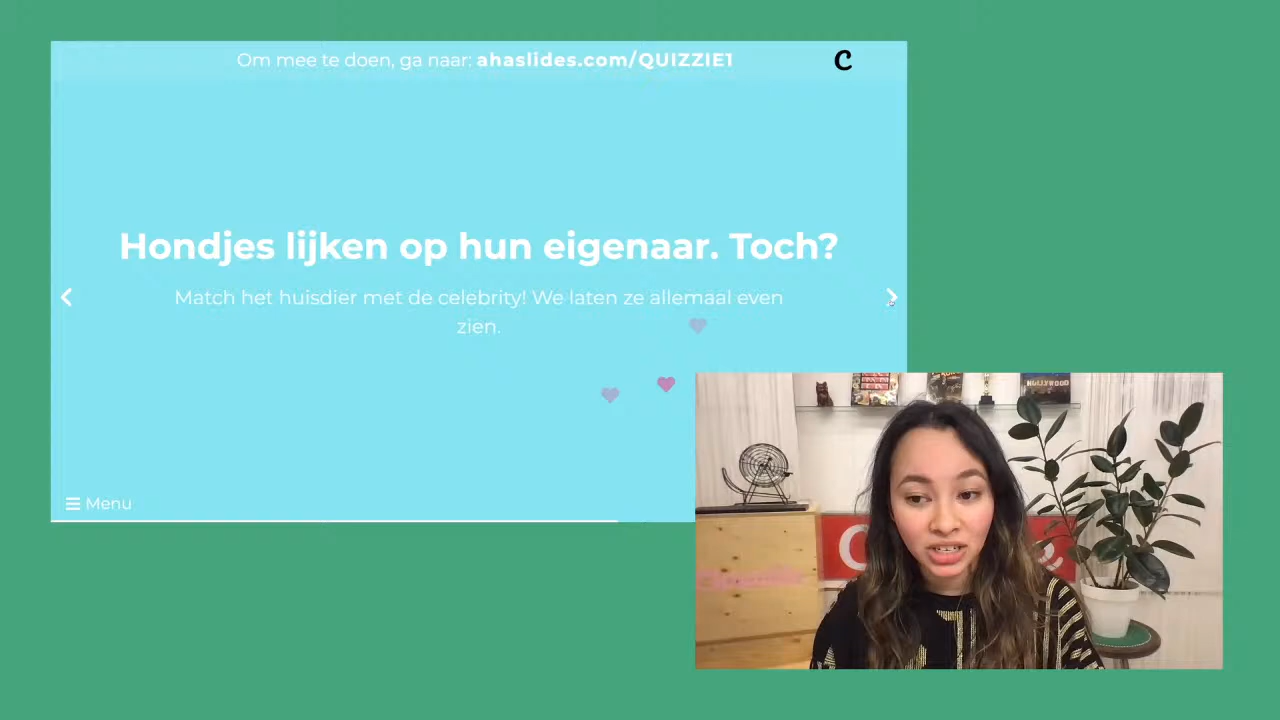 Om mee te doen, ga naar: ahaslides.com/QUIZZIE1
C
Hondjes lijken op hun eigenaar. Toch?
Match het huisdier met de celebrity! We laten ze allemaal even
zien.
Menu